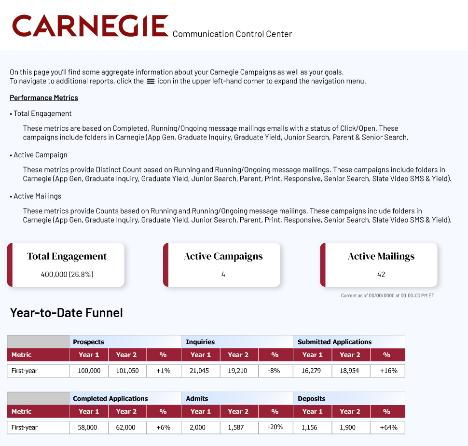 CARNEGIE Communication Control Center
On this page you'll find some aggregate information about your Carnegie Campaigns as well as your goals.
To navigate to additional reports, click the ☰ icon in the upper left-hand corner to expand the navigation menu.
Performance Metrics
• Total Engagement
These metrics are based on Completed, Running/Ongoing message mailings emails with a status of Click/Open. These
campaigns include folders in Carnegie (App Gen, Graduate Inquiry, Graduate Yield, Junior Search, Parent & Senior Search.
• Active Campaign
These metrics provide Distinct Count based on Running and Running/Ongoing message mailings. These campaigns include folders in
Carnegie (App Gen, Graduate Inquiry, Graduate Yield, Junior Search, Parent, Print, Responsive, Senior Search, Slate Video SMS & Yield).
• Active Mailings
These metrics provide Counts based on Running and Running/Ongoing message mailings. These campaigns include folders in
Carnegie (App Gen, Graduate Inquiry, Graduate Yield, Junior Search, Parent, Print, Responsive, Senior Search, Slate Video SMS & Yield).
Total Engagement Active Campaigns Active Mailings
400,000 (26.8%) 4 42
Current as of 00/00/0000 at 00:00:00 PM ET
Year-to-Date Funnel
Prospects Inquiries Submitted Applications
Metric Year 1 Year 2 % Year 1 Year 2 % Year 1 Year 2 %
First-year 100,000 101,050 +1% 21,045 19,210 -8% 16,279 18,954 +16%
Completed Applications Admits Deposits
Metric Year 1 Year 2 % Year 1 Year 2 % Year 1 Year 2 %
First-year 58,000 62,000 +6% 2,000 1,587 -20% 1,156 1,900 +64%